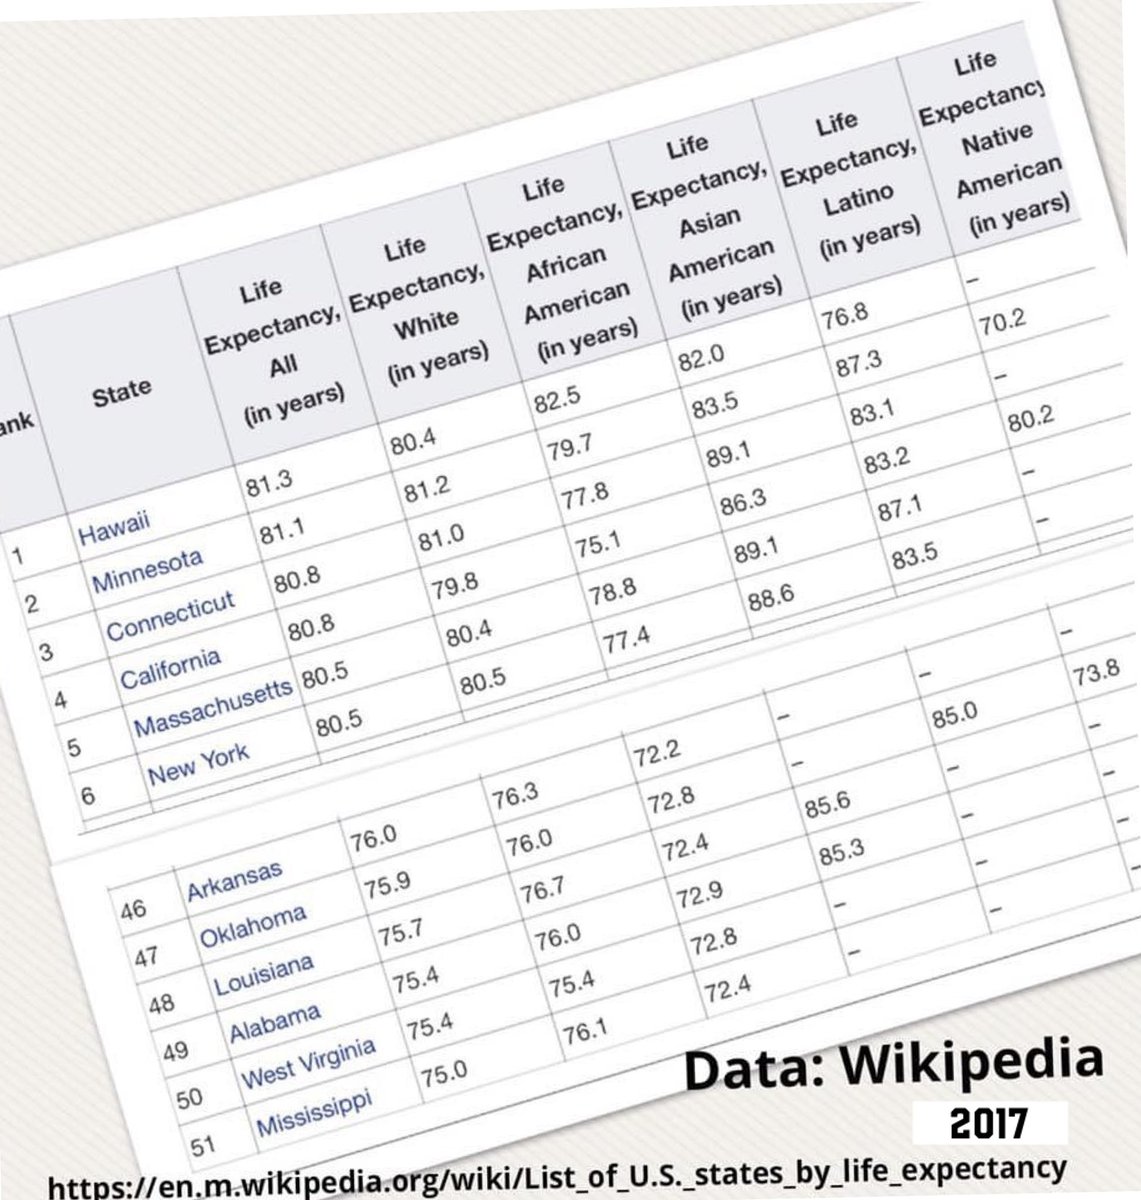 ank
State
Life
Expectancy,
All
(in years)
Life
Expectancy,
White
(in years)
Life
Expectancy,
African
American
(in years)
Life
Expectancy,
Asian
American
(in years)
Life
Expectancy,
Latino
(in years)
Life
Expectancy
Native
American
(in years)
1 Hawaii 81.3 80.4 82.5 82.0 76.8 –
2 Minnesota 81.1 81.2 79.7 83.5 87.3 70.2
3 Connecticut 80.8 81.0 77.8 89.1 83.1 –
4 California 80.8 79.8 75.1 86.3 83.2 80.2
5 Massachusetts 80.5 80.4 78.8 89.1 87.1 –
6 New York 80.5 80.5 77.4 88.6 83.5 –
46 Arkansas 76.0 76.3 72.2 – – –
47 Oklahoma 75.9 76.0 72.8 – 85.0 73.8
48 Louisiana 75.7 76.7 72.4 85.6 – –
49 Alabama 75.4 76.0 72.9 85.3 – –
50 West Virginia 75.4 75.4 72.8 – – –
51 Mississippi 75.0 76.1 72.4 – – –
Data: Wikipedia
2017
https://en.m.wikipedia.org/wiki/List_of_U.S._states_by_life_expectancy